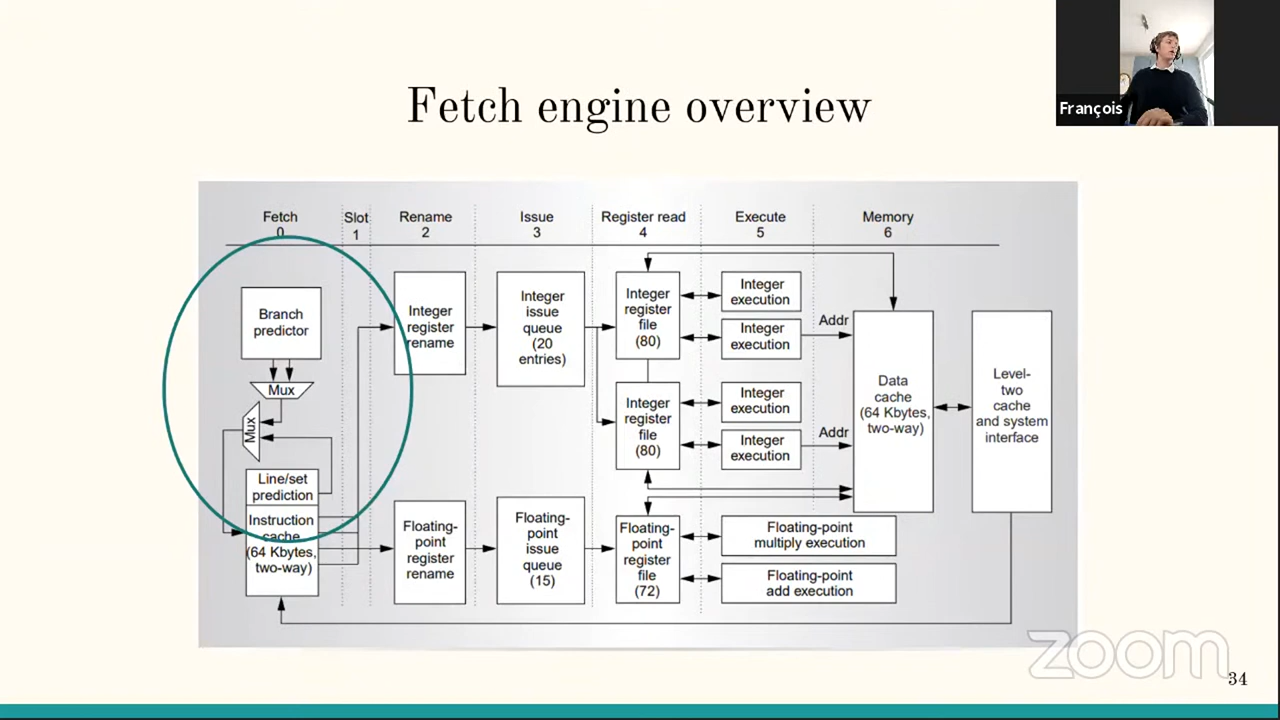 François
Fetch engine overview
Fetch
0
Slot
1
Rename
2
Issue
3
Register read
4
Execute
5
Memory
6
Branch
predictor
Mux
Mux
Line/set
prediction
Instruction
cache
(64 Kbytes,
two-way)
Integer
register
rename
Floating-
point
register
rename
Integer
issue
queue
(20
entries)
Floating-
point
issue
queue
(15)
Integer
register
file
(80)
Integer
register
file
(80)
Floating-
point
register
file
(72)
Integer
execution
Integer
execution
Integer
execution
Integer
execution
Floating-point
multiply execution
Floating-point
add execution
Addr
Addr
Data
cache
(64 Kbytes,
two-way)
Level-
two
cache
and system
interface
zoom
34